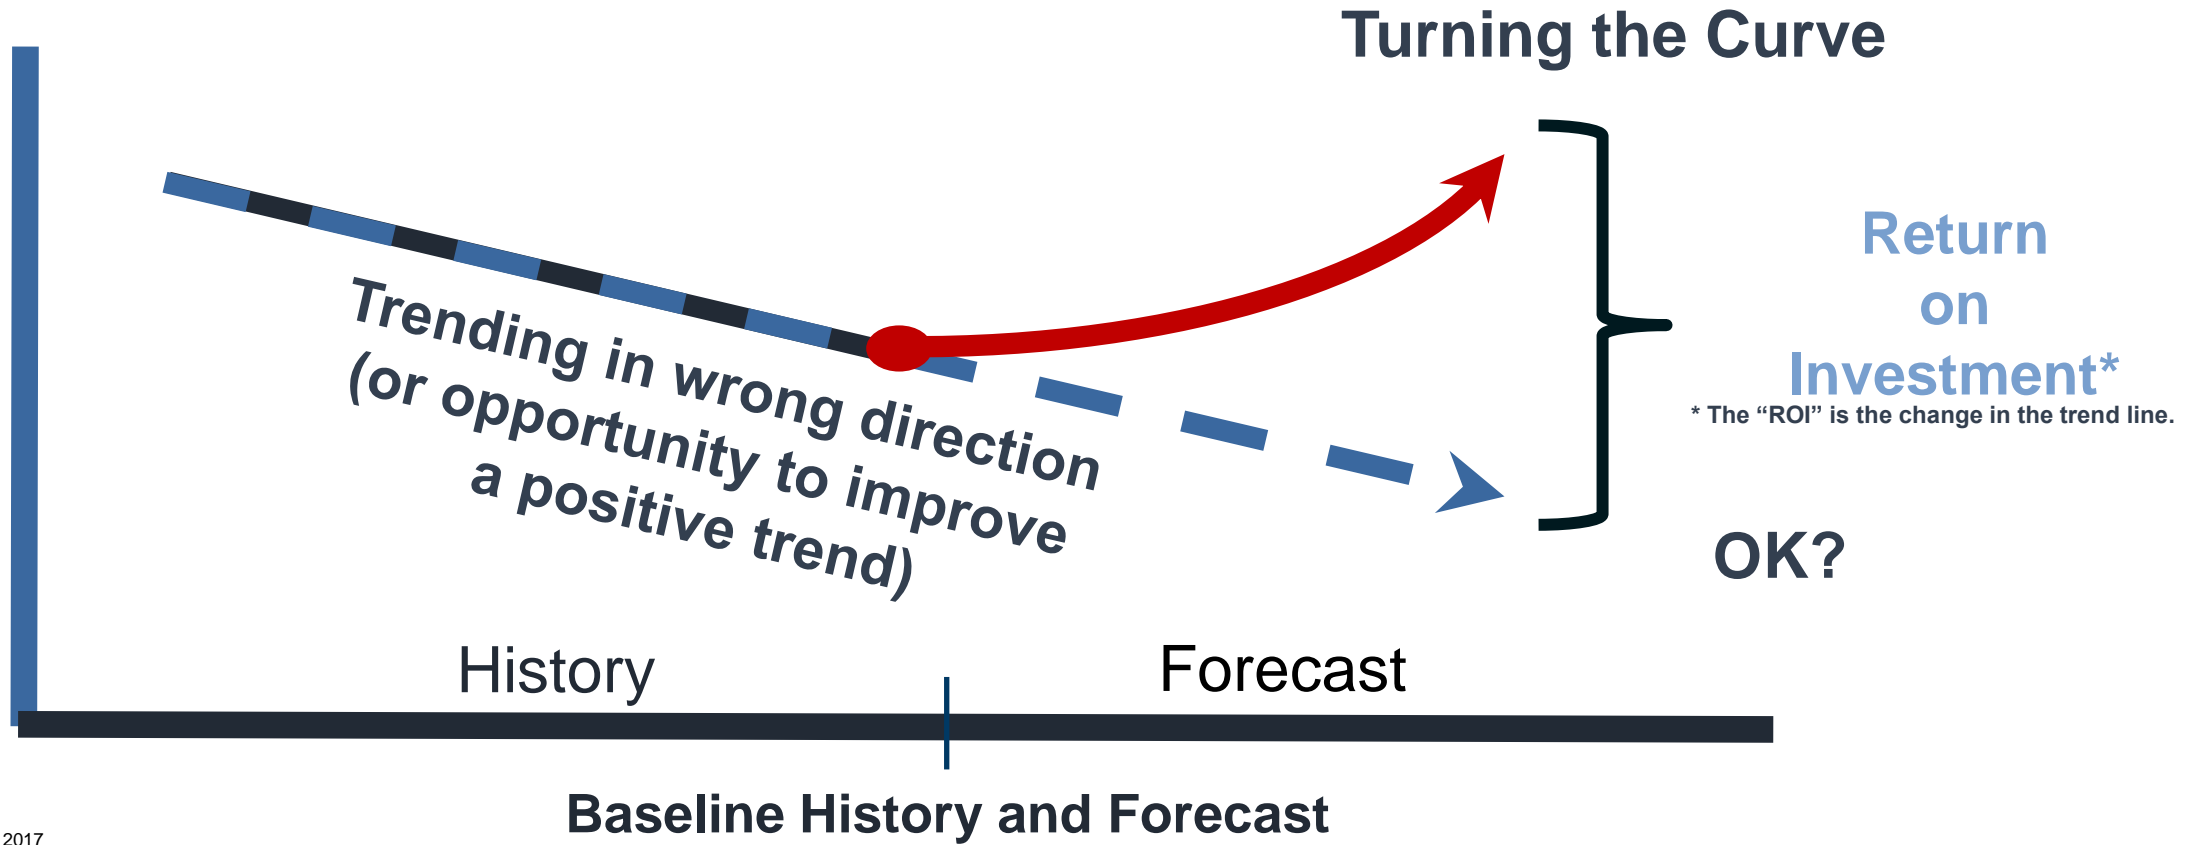 Turning the Curve
Trending in wrong direction
(or opportunity to improve
a positive trend)
Return
on
Investment*
* The “ROI” is the change in the trend line.
OK?
History
Forecast
Baseline History and Forecast
2017